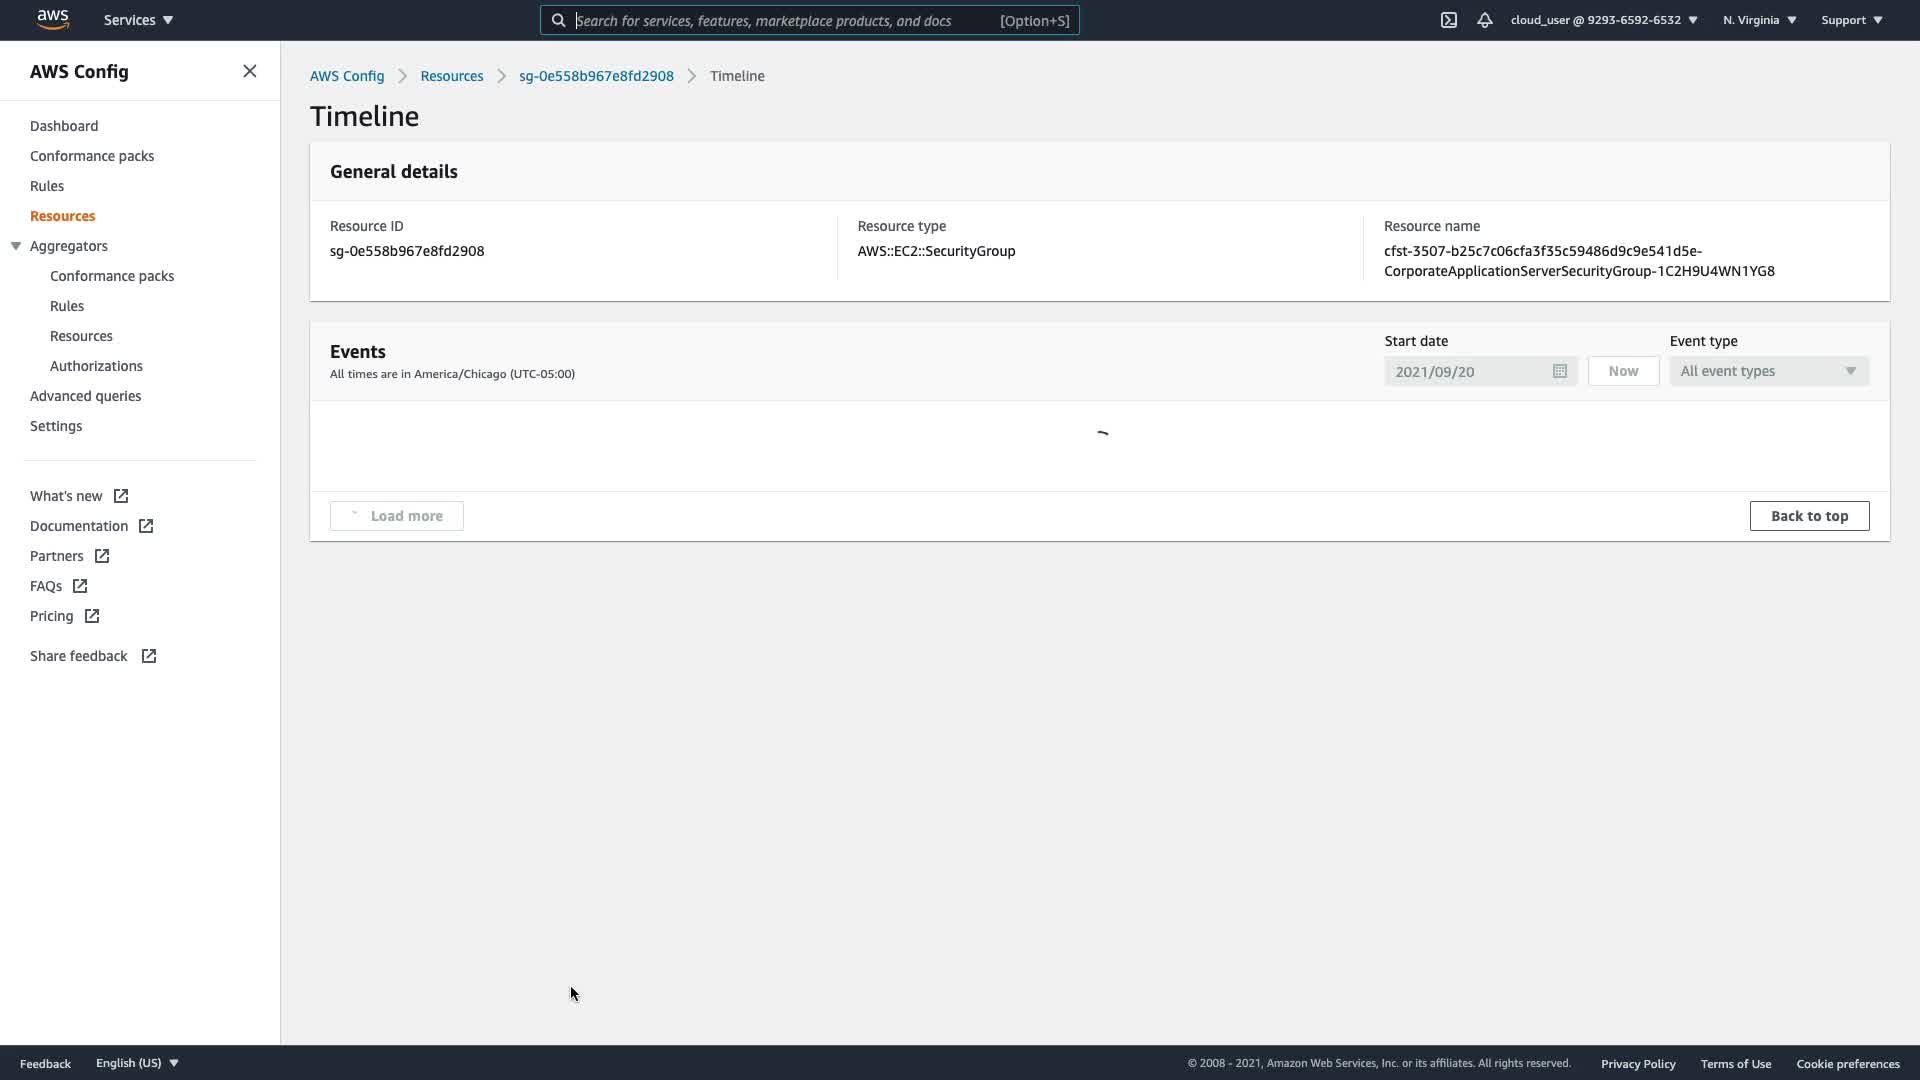 aws
Services
Search for services, features, marketplace products, and docs [Option+S]
cloud_user @ 9293-6592-6532
N. Virginia
Support
AWS Config
Dashboard
Conformance packs
Rules
Resources
Aggregators
Conformance packs
Rules
Resources
Authorizations
Advanced queries
Settings
What's new
Documentation
Partners
FAQs
Pricing
Share feedback
AWS Config Resources sg-0e558b967e8fd2908 Timeline
Timeline
General details
Resource ID
sg-0e558b967e8fd2908
Resource type
AWS::EC2::SecurityGroup
Resource name
cfst-3507-b25c7c06cfa3f35c59486d9c9e541d5e-
CorporateApplicationServerSecurityGroup-1C2H9U4WN1YG8
Events
All times are in America/Chicago (UTC-05:00)
Start date
2021/09/20
Now
Event type
All event types
Load more
Back to top
Feedback
English (US)
© 2008 - 2021, Amazon Web Services, Inc. or its affiliates. All rights reserved.
Privacy Policy
Terms of Use
Cookie preferences